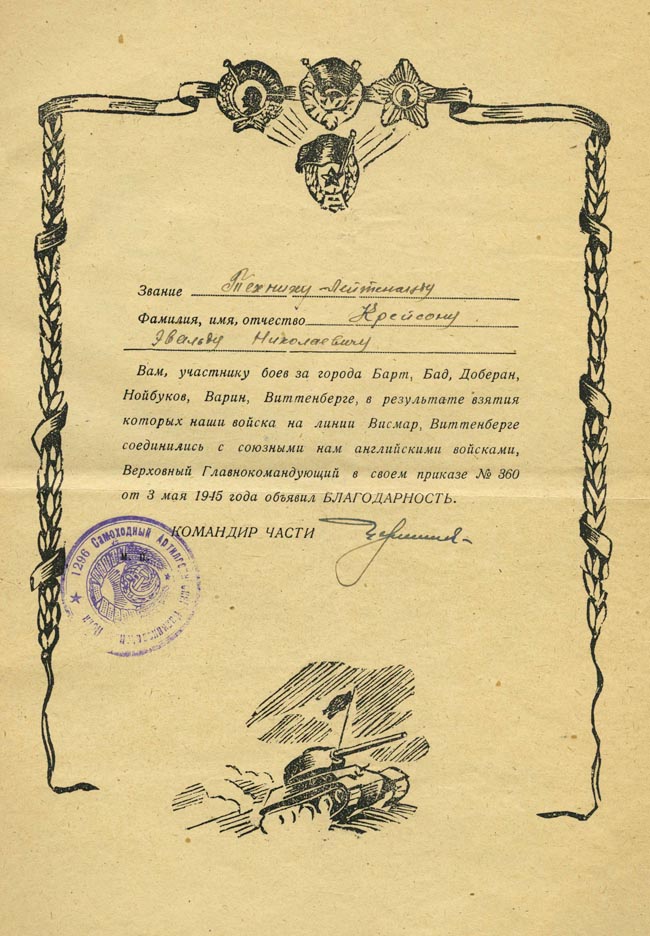 Звание Технику-лейтенанту
Фамилия, имя, отчество Крейсону
Эвальду Николаевичу
Вам, участнику боев за города Барт, Бад, Доберан,
Нойбуков, Варин, Виттенберге, в результате взятия
которых наши войска на линии Висмар, Виттенберге
соединились с союзными нам английскими войсками,
Верховный Главнокомандующий в своем приказе № 360
от 3 мая 1945 года объявил БЛАГОДАРНОСТЬ.
КОМАНДИР ЧАСТИ
1296 Самоходный